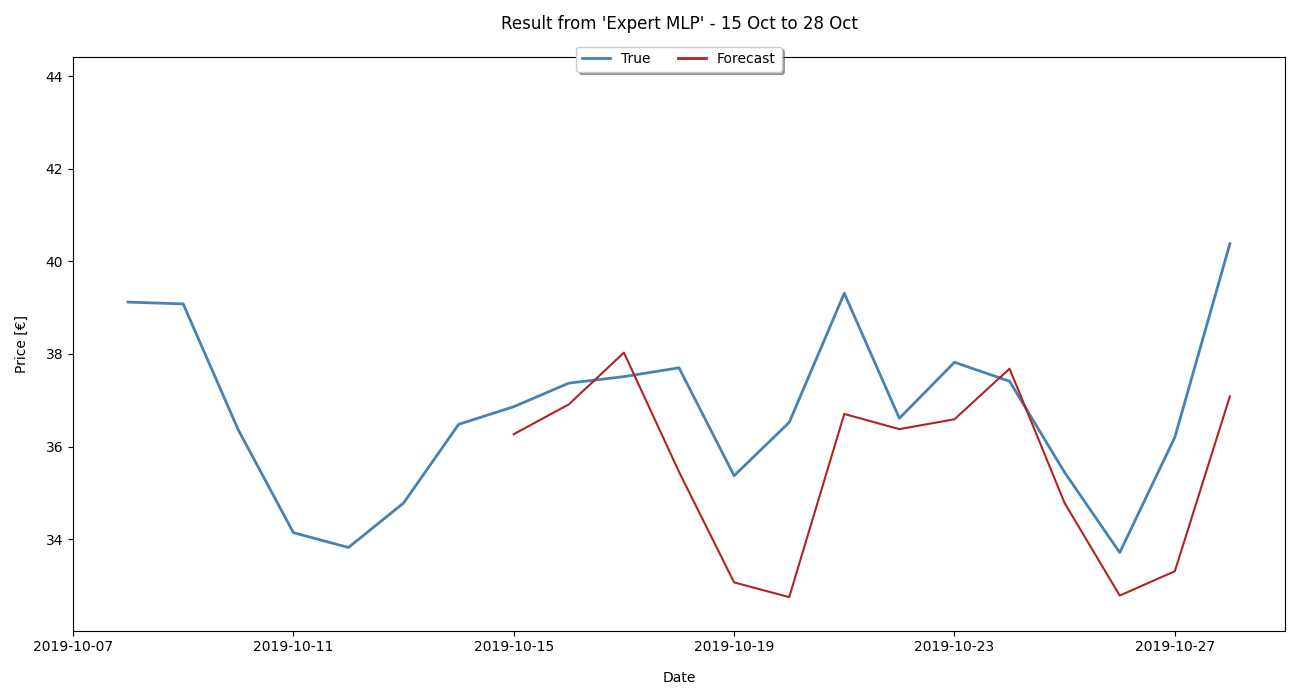 Result from 'Expert MLP' - 15 Oct to 28 Oct
True Forecast
44
42
40
38
36
34
Price [€]
2019-10-07 2019-10-11 2019-10-15 2019-10-19 2019-10-23 2019-10-27
Date